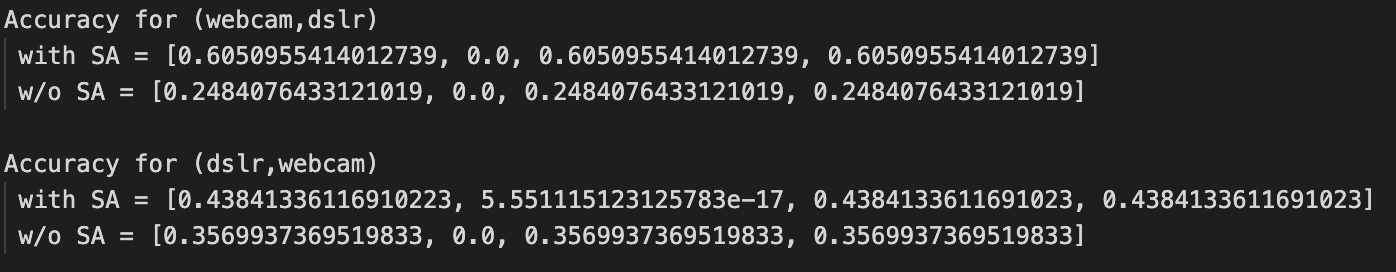 Accuracy for (webcam,dslr)
with SA = [0.6050955414012739, 0.0, 0.6050955414012739, 0.6050955414012739]
w/o SA = [0.2484076433121019, 0.0, 0.2484076433121019, 0.2484076433121019]
Accuracy for (dslr,webcam)
with SA = [0.43841336116910223, 5.551115123125783e-17, 0.4384133611691023, 0.4384133611691023]
w/o SA = [0.3569937369519833, 0.0, 0.3569937369519833, 0.3569937369519833]